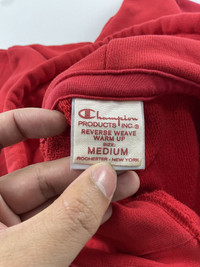 Champion
PRODUCTS INC.®
REVERSE WEAVE
WARM UP
SIZE:
MEDIUM
ROCHESTER - NEW YORK